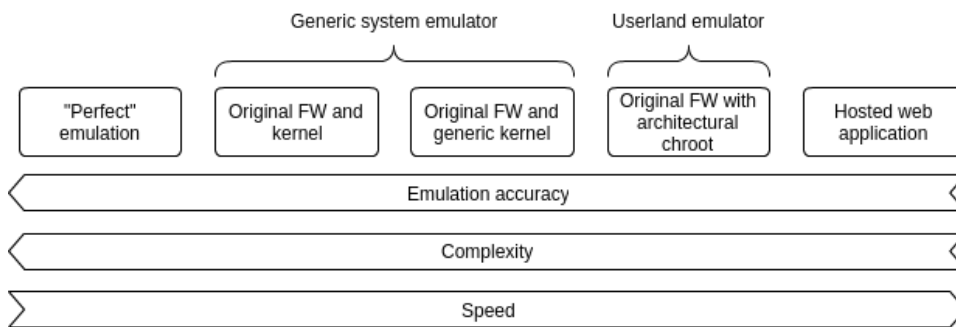 Generic system emulator
Userland emulator
"Perfect"
emulation
Original FW and
kernel
Original FW and
generic kernel
Original FW with
architectural
chroot
Hosted web
application
Emulation accuracy
Complexity
Speed